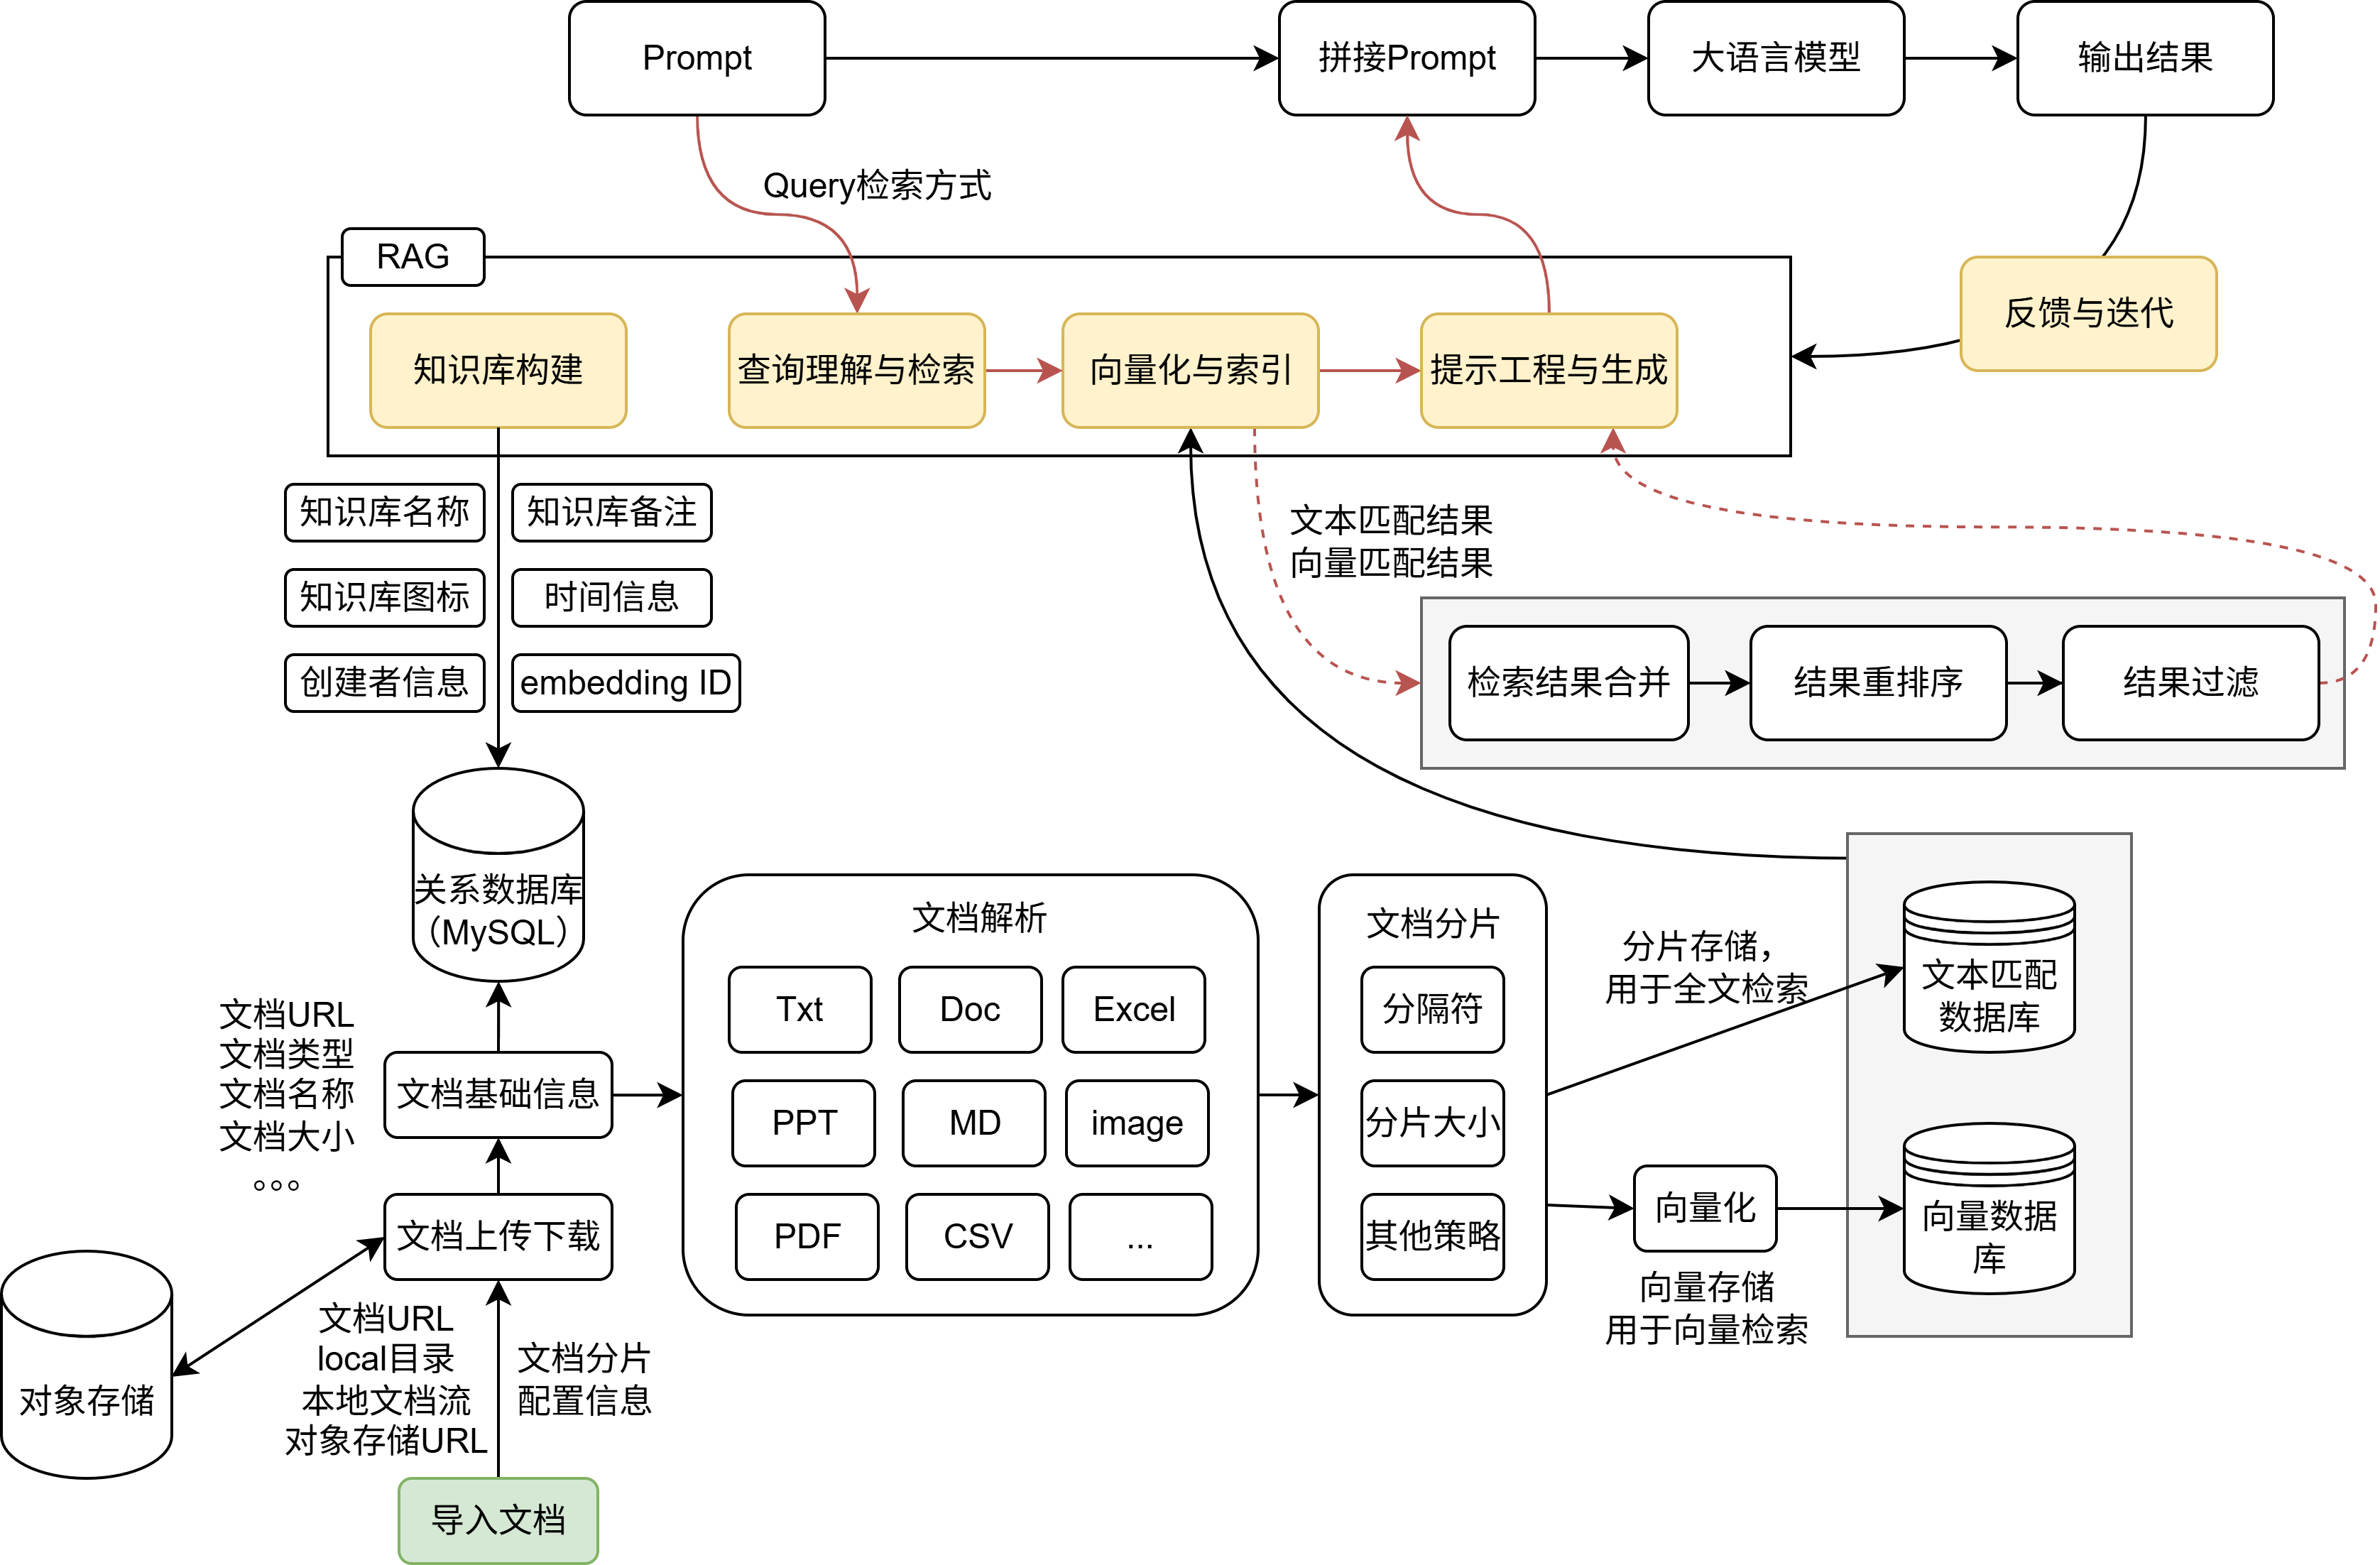 Prompt
拼接Prompt
大语言模型
输出结果
Query检索方式
RAG
知识库构建
查询理解与检索
向量化与索引
提示工程与生成
反馈与迭代
知识库名称
知识库备注
知识库图标
时间信息
创建者信息
embedding ID
文本匹配结果
向量匹配结果
检索结果合并
结果重排序
结果过滤
关系数据库
（MySQL）
文档解析
Txt
Doc
Excel
PPT
MD
image
PDF
CSV
...
文档分片
分隔符
分片大小
其他策略
分片存储，
用于全文检索
文本匹配
数据库
向量化
向量存储
用于向量检索
向量数据
库
文档URL
文档类型
文档名称
文档大小
。。。
文档基础信息
文档上传下载
对象存储
文档URL
local目录
本地文档流
对象存储URL
文档分片
配置信息
导入文档